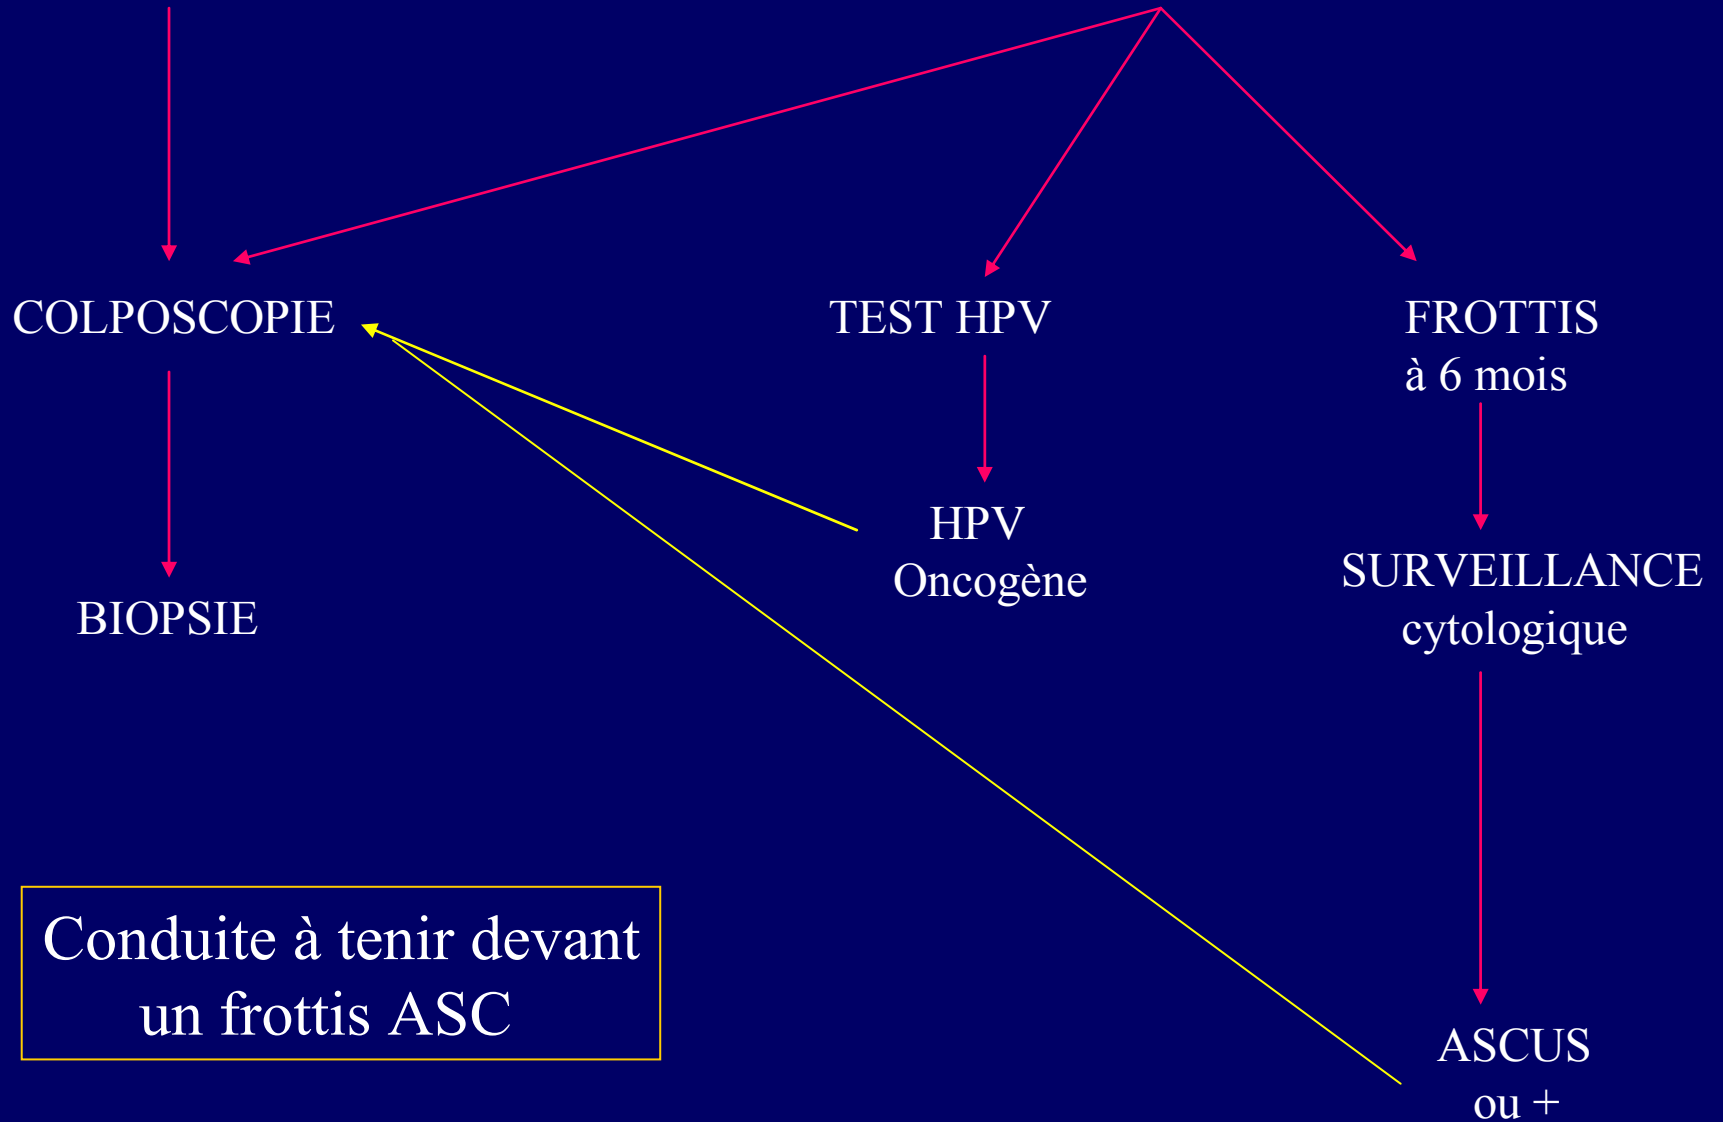 COLPOSCOPIE
TEST HPV
FROTTIS
à 6 mois
HPV
Oncogène
SURVEILLANCE
cytologique
BIOPSIE
Conduite à tenir devant
un frottis ASC
ASCUS
ou +